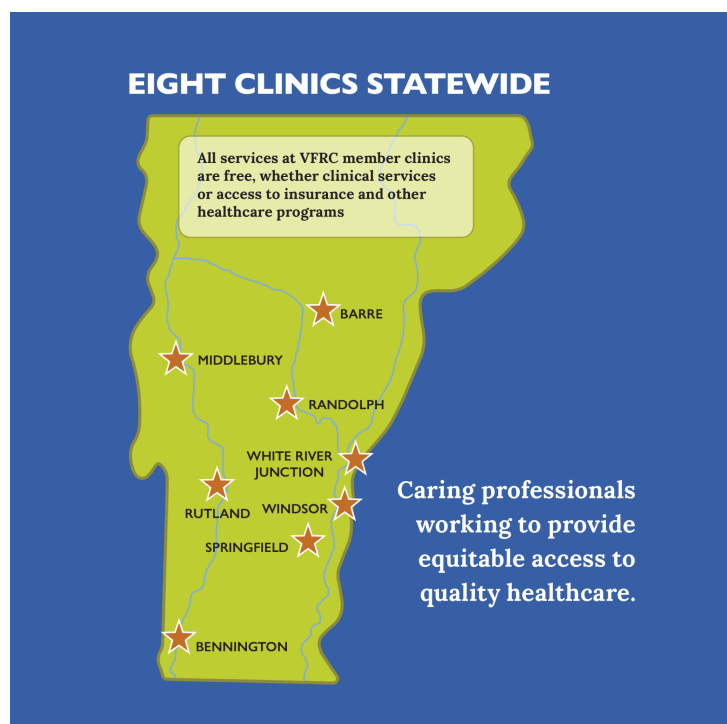 EIGHT CLINICS STATEWIDE
All services at VFRC member clinics
are free, whether clinical services
or access to insurance and other
healthcare programs
BARRE
MIDDLEBURY
RANDOLPH
WHITE RIVER
JUNCTION
RUTLAND
WINDSOR
SPRINGFIELD
BENNINGTON
Caring professionals
working to provide
equitable access to
quality healthcare.